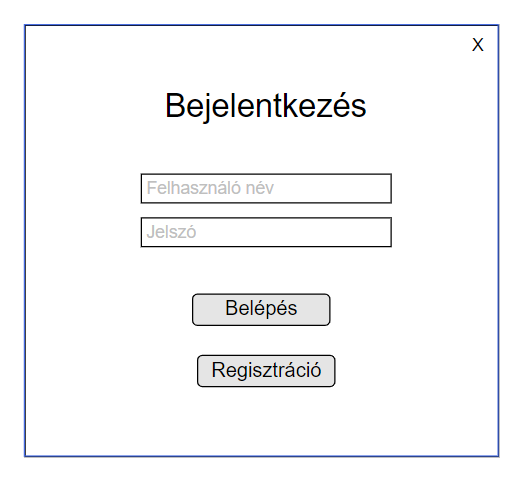 X
Bejelentkezés
Felhasználó név
Jelszó
Belépés
Regisztráció